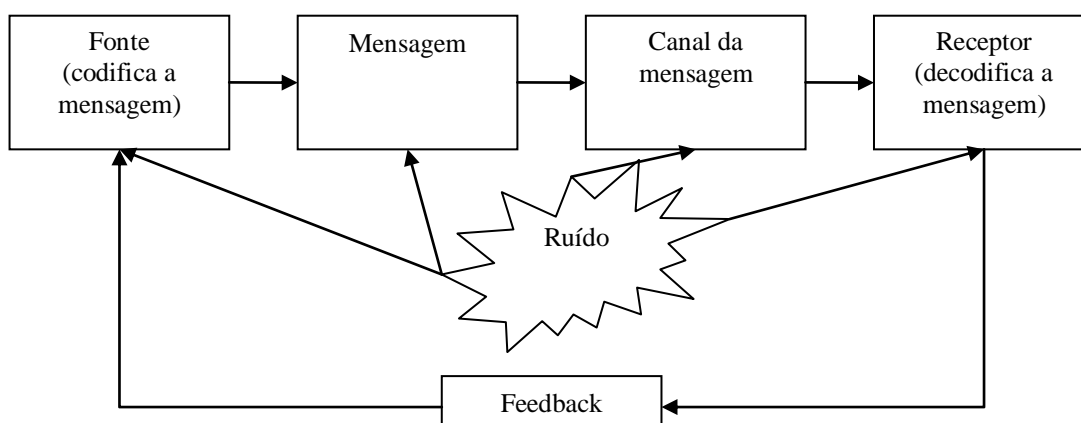 Fonte
(codifica a
mensagem)
Mensagem
Canal da
mensagem
Receptor
(decodifica a
mensagem)
Ruído
Feedback